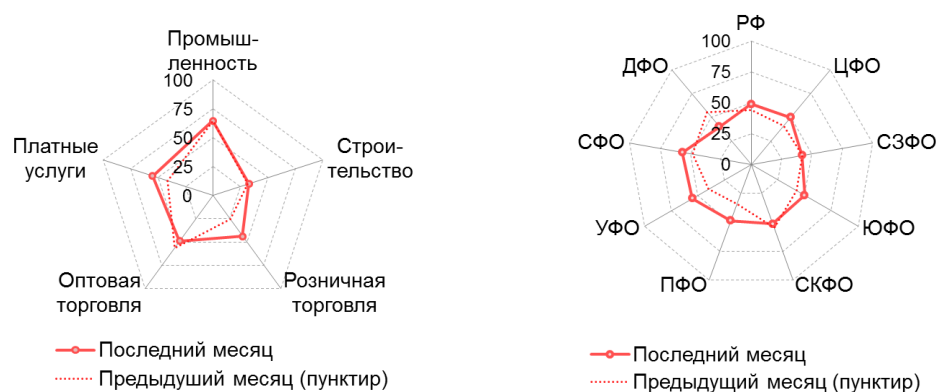 Промыш-
ленность
100
75
50
25
0
Строи-
тельство
Розничная
торговля
Оптовая
торговля
Платные
услуги
Последний месяц
Предыдуший месяц (пунктир)
РФ
100
75
50
25
0
ЦФО
СЗФО
ЮФО
СКФО
ПФО
УФО
СФО
ДФО
Последний месяц
Предыдущий месяц (пунктир)